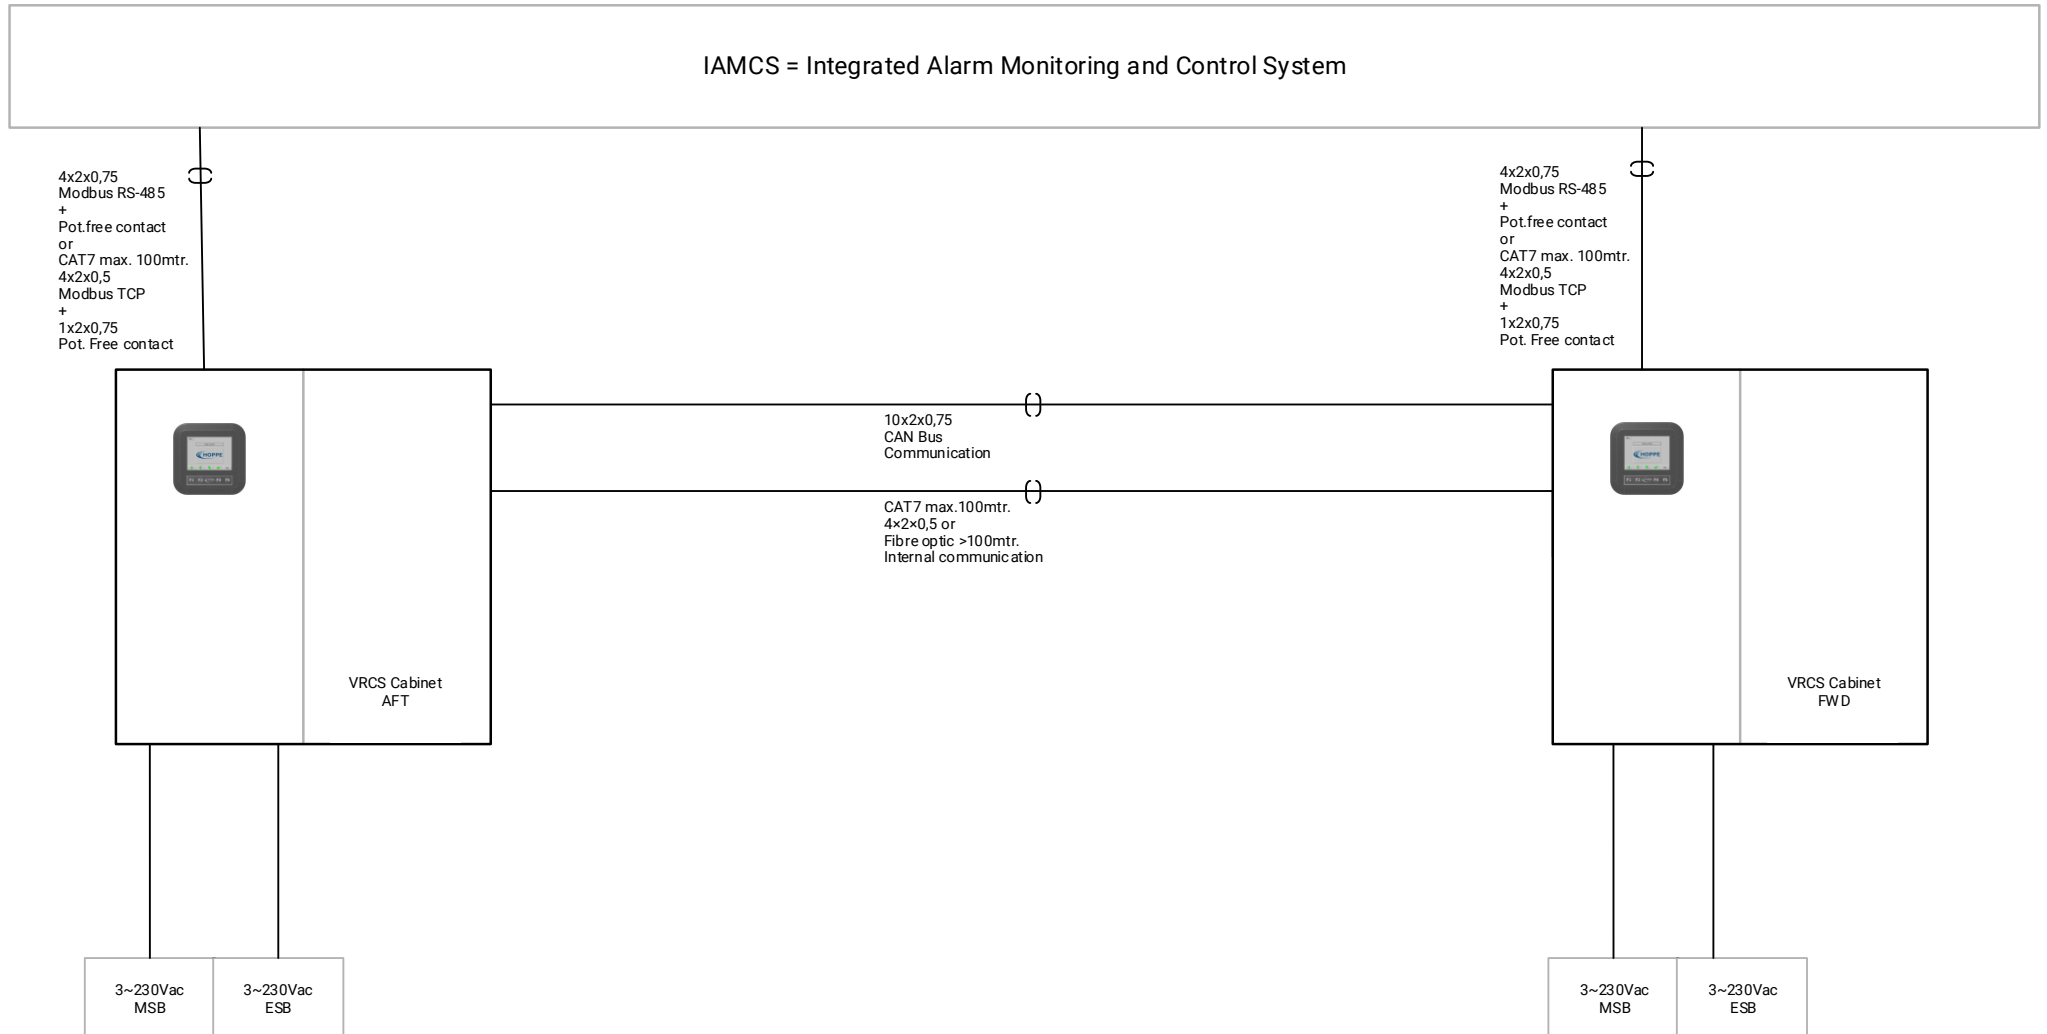 IAMCS = Integrated Alarm Monitoring and Control System
4x2x0,75
Modbus RS-485
+
Pot.free contact
or
CAT7 max. 100mtr.
4x2x0,5
Modbus TCP
+
1x2x0,75
Pot. Free contact
4x2x0,75
Modbus RS-485
+
Pot.free contact
or
CAT7 max. 100mtr.
4x2x0,5
Modbus TCP
+
1x2x0,75
Pot. Free contact
10x2x0,75
CAN Bus
Communication
CAT7 max.100mtr.
4×2×0,5 or
Fibre optic >100mtr.
Internal communication
HOPPE
HOPPE
VRCS Cabinet
AFT
VRCS Cabinet
FWD
3~230Vac
MSB
3~230Vac
ESB
3~230Vac
MSB
3~230Vac
ESB